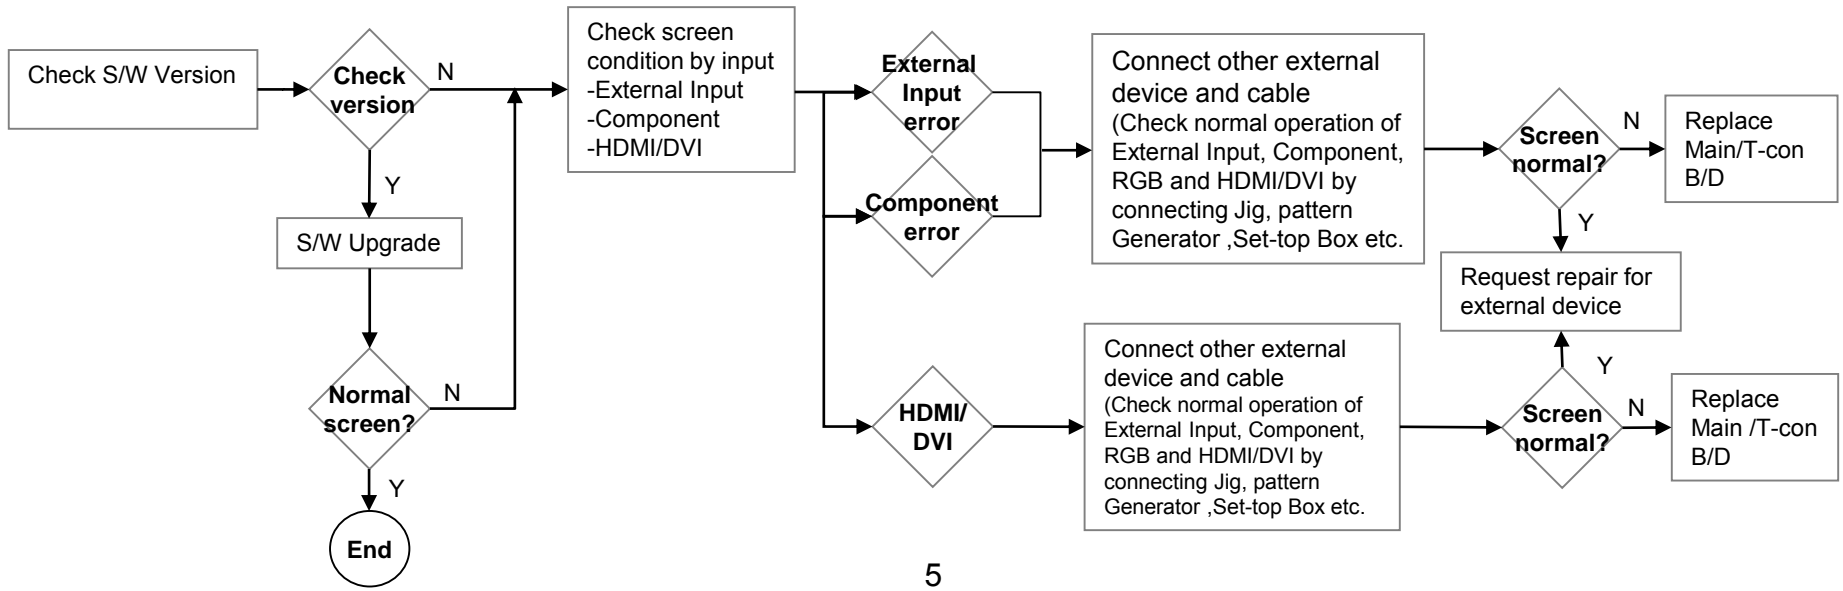 Check S/W Version
Check
version
N
Y
S/W Upgrade
Normal
screen?
N
Y
End
Check screen
condition by input
-External Input
-Component
-HDMI/DVI
External
Input
error
Component
error
HDMI/
DVI
Connect other external
device and cable
(Check normal operation of
External Input, Component,
RGB and HDMI/DVI by
connecting Jig, pattern
Generator ,Set-top Box etc.
Screen
normal?
N
Replace
Main/T-con
B/D
Y
Request repair for
external device
Connect other external
device and cable
(Check normal operation of
External Input, Component,
RGB and HDMI/DVI by
connecting Jig, pattern
Generator ,Set-top Box etc.
Y
Screen
normal?
N
Replace
Main /T-con
B/D
5